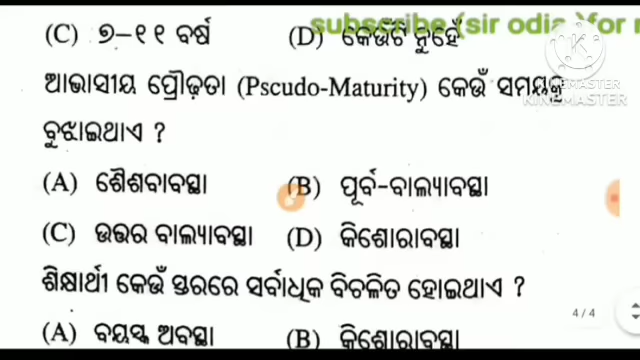 subscribe (sir odia )for
(C) ୭-୧୧ ବର୍ଷ (D) କେଉଁଟି ନୁହେଁ
KINEMASTER
ଆଭାସୀୟ ପ୍ରୌଢ଼ତା (Pscudo-Maturity) କେଉଁ ସମୟକୁ
ବୁଝାଇଥାଏ ?
(A) ଶୈଶବାବସ୍ଥା (B) ପୂର୍ବ-ବାଲ୍ୟାବସ୍ଥା
(C) ଉତ୍ତର ବାଲ୍ୟାବସ୍ଥା (D) କିଶୋରାବସ୍ଥା
ଶିକ୍ଷାର୍ଥୀ କେଉଁ ସ୍ତରରେ ସର୍ବାଧିକ ବିଚଳିତ ହୋଇଥାଏ ?
4 / 4
(A) ବୟସ୍କ ଅବସ୍ଥା (B) କିଶୋରାବସ୍ଥା